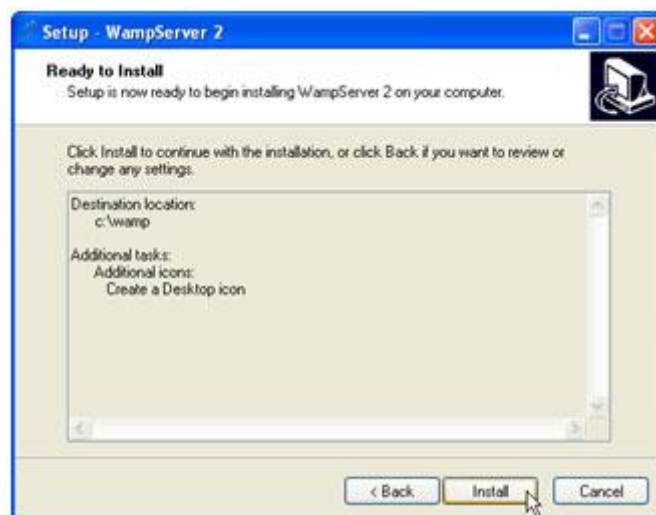 Setup - WampServer 2
Ready to Install
Setup is now ready to begin installing WampServer 2 on your computer.
Click Install to continue with the installation, or click Back if you want to review or
change any settings.
Destination location:
c:\wamp
Additional tasks:
Additional icons:
Create a Desktop icon
< Back
Install
Cancel